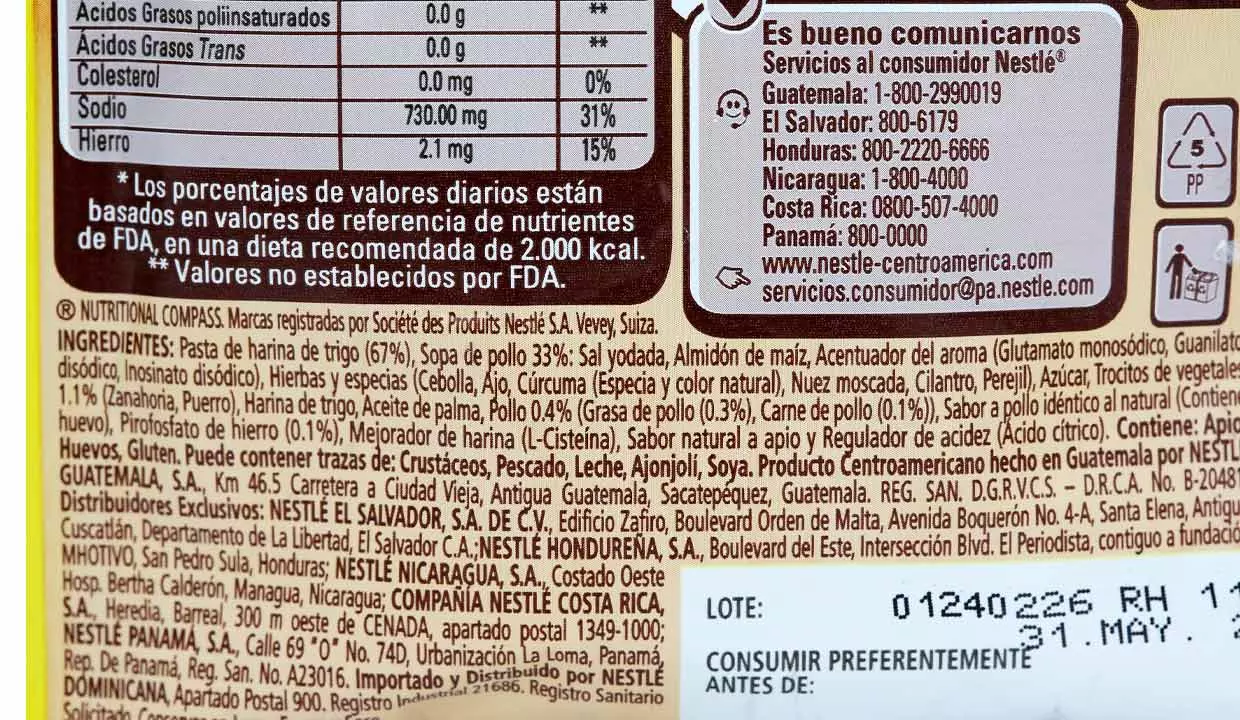 Ácidos Grasos poliinsaturados 0.0 g **
Ácidos Grasos Trans 0.0 g **
Colesterol 0.0 mg 0%
Sodio 730.00 mg 31%
Hierro 2.1 mg 15%
* Los porcentajes de valores diarios están
basados en valores de referencia de nutrientes
de FDA, en una dieta recomendada de 2.000 kcal.
** Valores no establecidos por FDA.
Es bueno comunicarnos
Servicios al consumidor Nestlé®
Guatemala: 1-800-2990019
El Salvador: 800-6179
Honduras: 800-2220-6666
Nicaragua: 1-800-4000
Costa Rica: 0800-507-4000
Panamá: 800-0000
www.nestle-centroamerica.com
servicios.consumidor@pa.nestle.com
5
PP
® NUTRITIONAL COMPASS. Marcas registradas por Société des Produits Nestlé S.A. Vevey, Suiza.
INGREDIENTES: Pasta de harina de trigo (67%), Sopa de pollo 33%: Sal yodada, Almidón de maíz, Acentuador del aroma (Glutamato monosódico, Guanilato
disódico, Inosinato disódico), Hierbas y especias (Cebolla, Ajo, Cúrcuma (Especia y color natural), Nuez moscada, Cilantro, Perejil), Azúcar, Trocitos de vegetales
1.1% (Zanahoria, Puerro), Harina de trigo, Aceite de palma, Pollo 0.4% (Grasa de pollo (0.3%), Carne de pollo (0.1%)), Sabor a pollo idéntico al natural (Contiene
huevo), Pirofosfato de hierro (0.1%), Mejorador de harina (L-Cisteína), Sabor natural a apio y Regulador de acidez (Ácido cítrico). Contiene: Apio
Huevos, Gluten. Puede contener trazas de: Crustáceos, Pescado, Leche, Ajonjolí, Soya. Producto Centroamericano hecho en Guatemala por NESTL
GUATEMALA, S.A., Km 46.5 Carretera a Ciudad Vieja, Antigua Guatemala, Sacatepéquez, Guatemala. REG. SAN. D.G.R.V.C.S. – D.R.C.A. No. B-20481
Distribuidores Exclusivos: NESTLÉ EL SALVADOR, S.A. DE C.V., Edificio Zafiro, Boulevard Orden de Malta, Avenida Boquerón No. 4-A, Santa Elena, Antigu
Cuscatlán, Departamento de La Libertad, El Salvador C.A.;NESTLÉ HONDUREÑA, S.A., Boulevard del Este, Intersección Blvd. El Periodista, contiguo a fundació
MHOTIVO, San Pedro Sula, Honduras; NESTLÉ NICARAGUA, S.A., Costado Oeste
Hosp. Bertha Calderón, Managua, Nicaragua; COMPAÑÍA NESTLÉ COSTA RICA,
S.A., Heredia, Barreal, 300 m oeste de CENADA, apartado postal 1349-1000;
NESTLÉ PANAMÁ, S.A., Calle 69 "O" No. 74D, Urbanización La Loma, Panamá,
Rep. De Panamá, Reg. San. No. A23016. Importado y Distribuido por NESTLÉ
DOMINICANA, Apartado Postal 900. Registro Industrial 21686. Registro Sanitario
Solicitado
LOTE: 01240226 RH 11
31.MAY.
CONSUMIR PREFERENTEMENTE
ANTES DE: